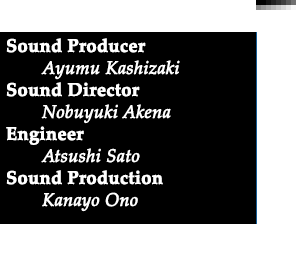 Sound Producer
Ayumu Kashizaki
Sound Director
Nobuyuki Akena
Engineer
Atsushi Sato
Sound Production
Kanayo Ono